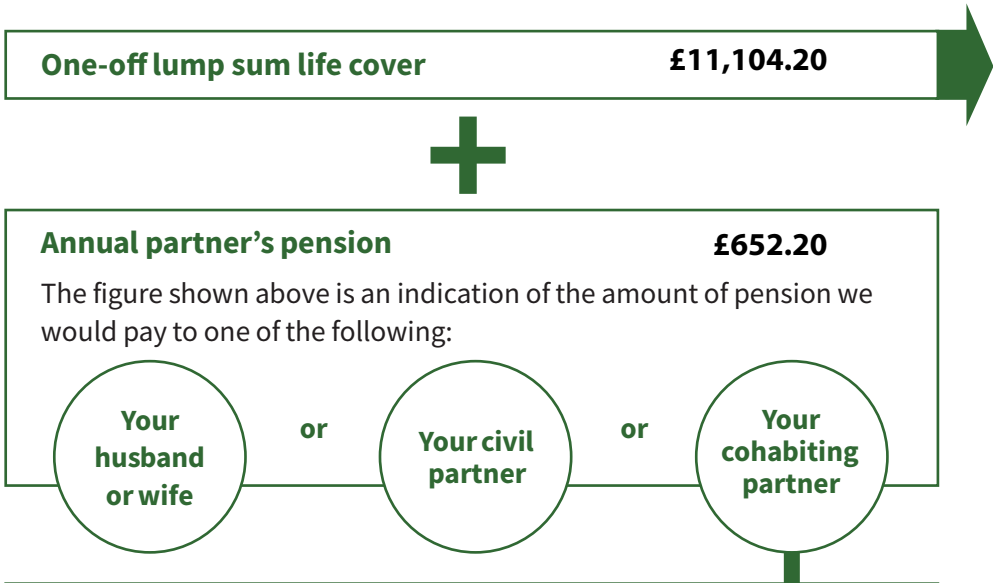 One-off lump sum life cover £11,104.20
+
Annual partner’s pension £652.20
The figure shown above is an indication of the amount of pension we
would pay to one of the following:
Your
husband
or wife
or
Your civil
partner
or
Your
cohabiting
partner